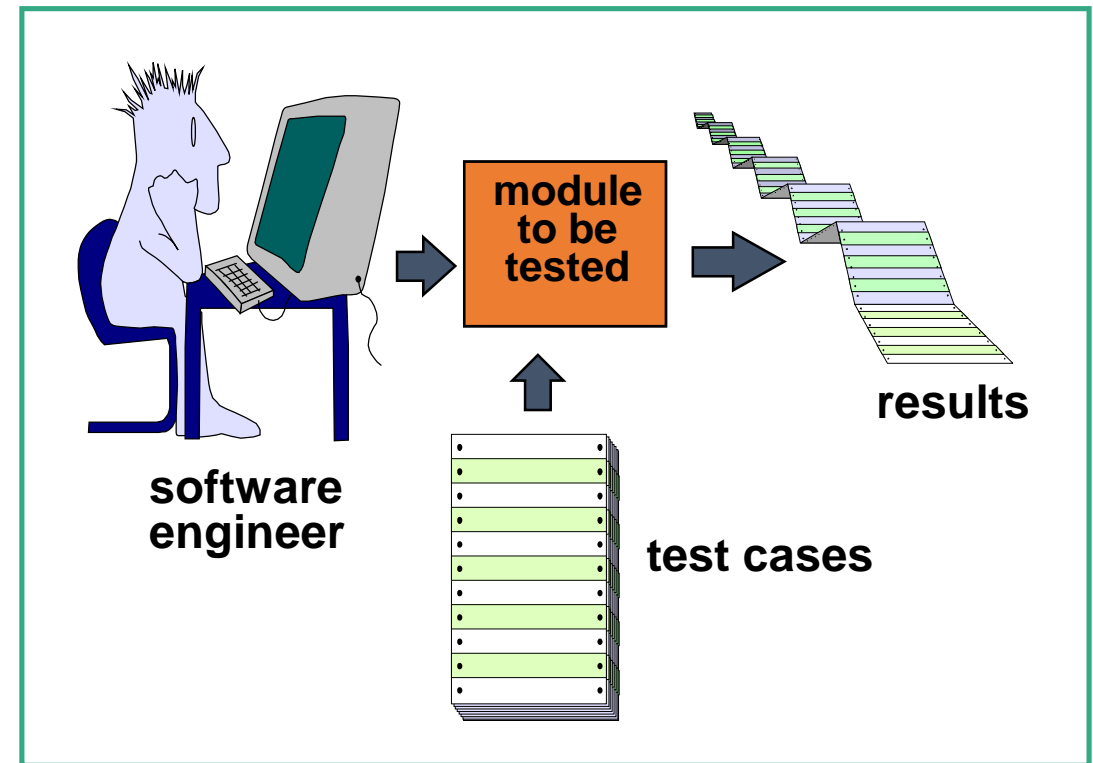 module
to be
tested
results
software
engineer
test cases